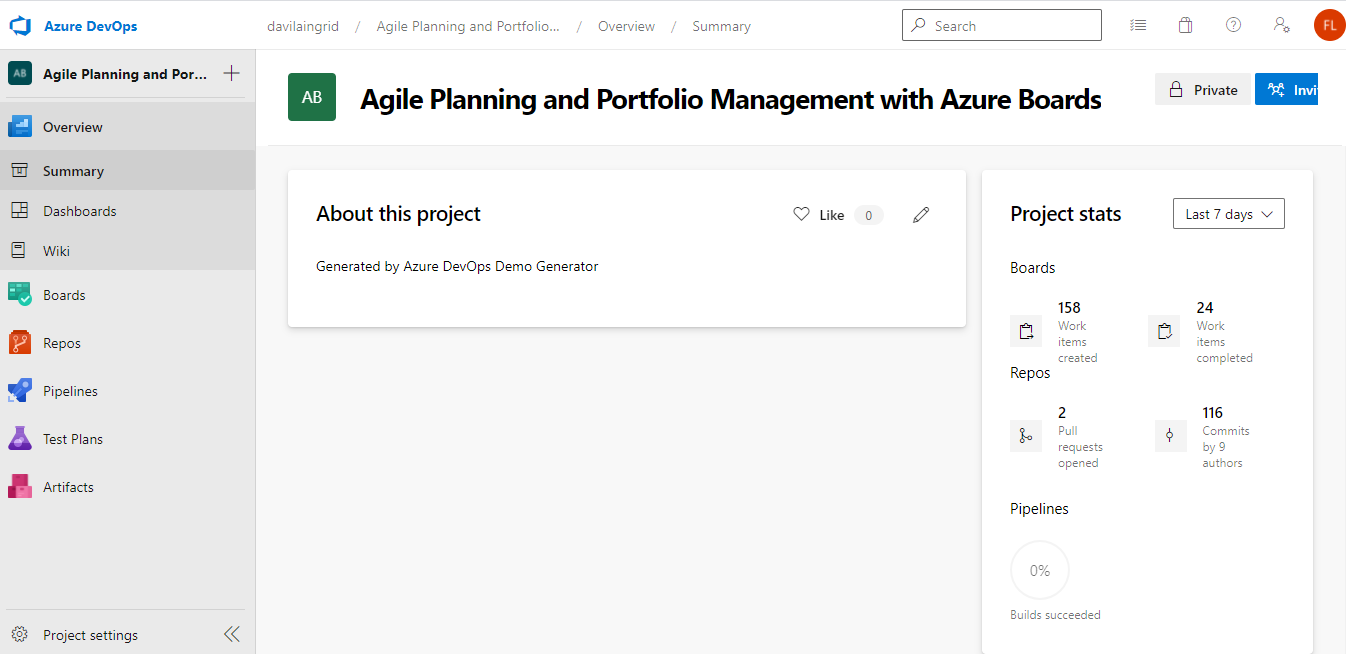 Azure DevOps
davilaingrid / Agile Planning and Portfolio... / Overview / Summary
Search
FL
AB Agile Planning and Por...
Overview
Summary
Dashboards
Wiki
Boards
Repos
Pipelines
Test Plans
Artifacts
Project settings
AB Agile Planning and Portfolio Management with Azure Boards
Private
Invi
About this project
Like 0
Generated by Azure DevOps Demo Generator
Project stats
Last 7 days
Boards
158
Work
items
created
24
Work
items
completed
Repos
2
Pull
requests
opened
116
Commits
by 9
authors
Pipelines
0%
Builds succeeded